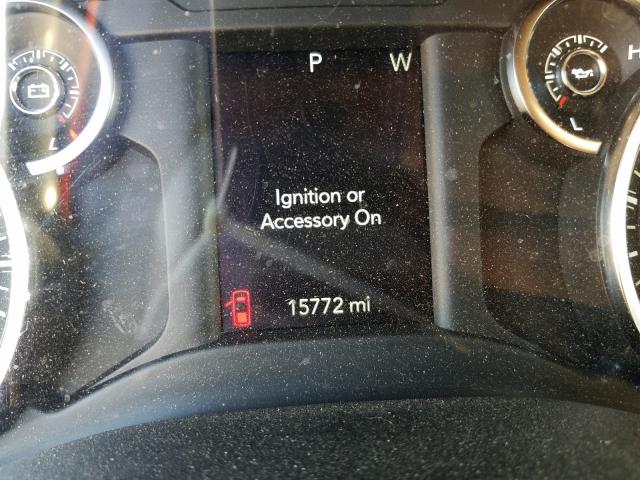 P W
H
L
L
Ignition or
Accessory On
15772 mi